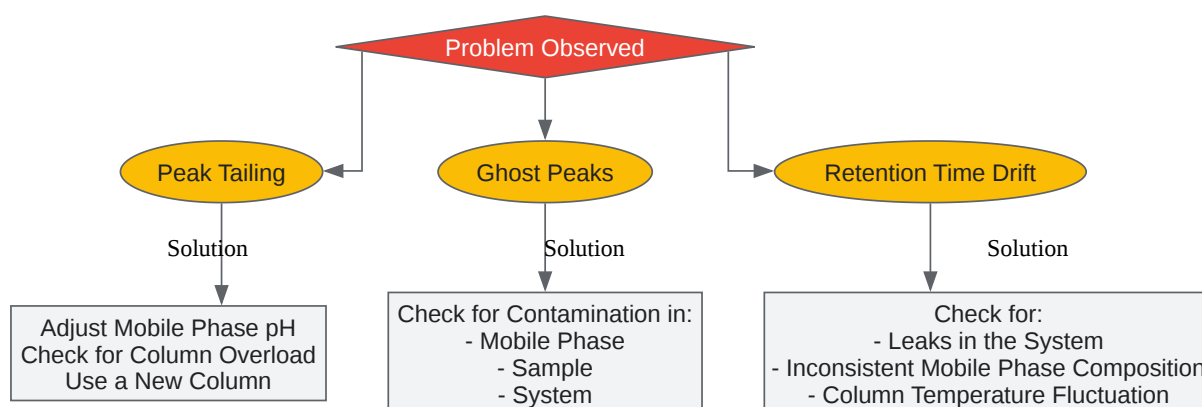 Problem Observed
Peak Tailing
Ghost Peaks
Retention Time Drift
Solution
Solution
Solution
Adjust Mobile Phase pH
Check for Column Overload
Use a New Column
Check for Contamination in:
- Mobile Phase
- Sample
- System
Check for:
- Leaks in the System
- Inconsistent Mobile Phase Composition
- Column Temperature Fluctuation